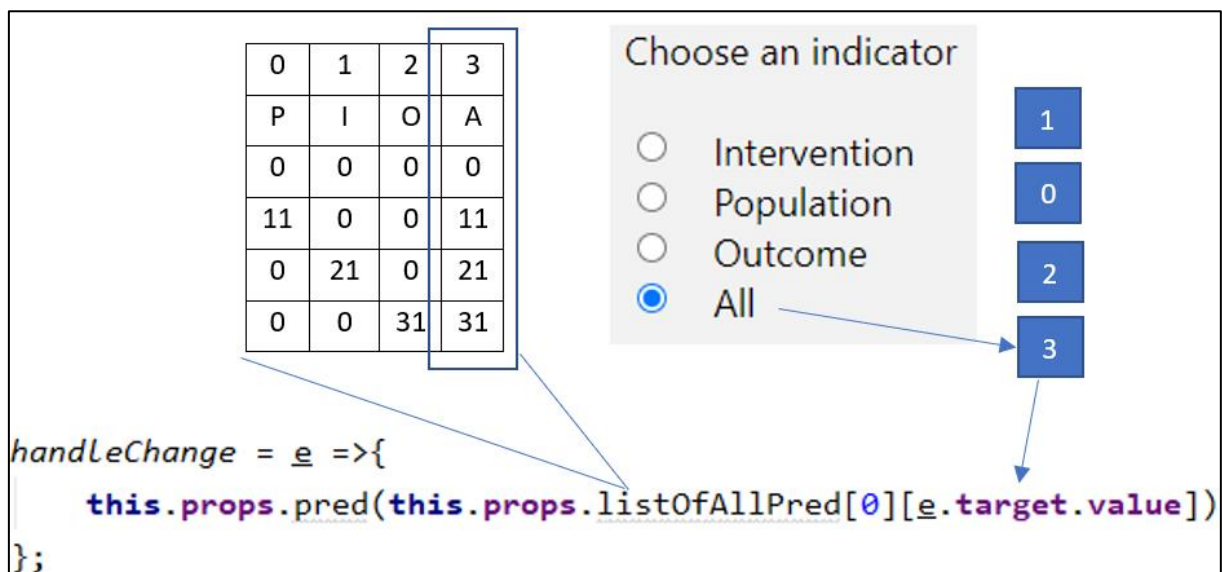 0 1 2 3
P I O A
0 0 0 0
11 0 0 11
0 21 0 21
0 0 31 31
Choose an indicator
Intervention
Population
Outcome
All
1
0
2
3
handleChange = e =>{
this.props.pred(this.props.listOfAllPred[0][e.target.value])
};